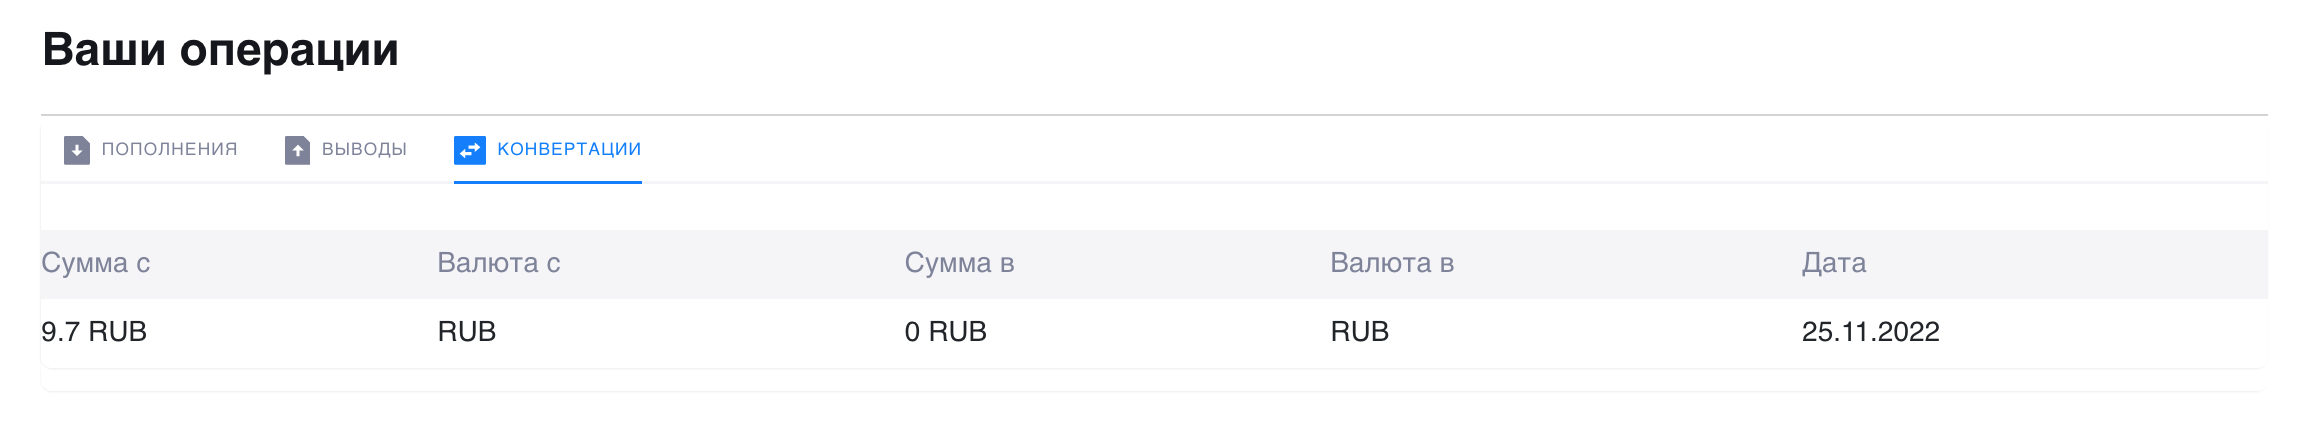 Ваши операции
ПОПОЛНЕНИЯ ВЫВОДЫ КОНВЕРТАЦИИ
Сумма с Валюта с Сумма в Валюта в Дата
9.7 RUB RUB 0 RUB RUB 25.11.2022